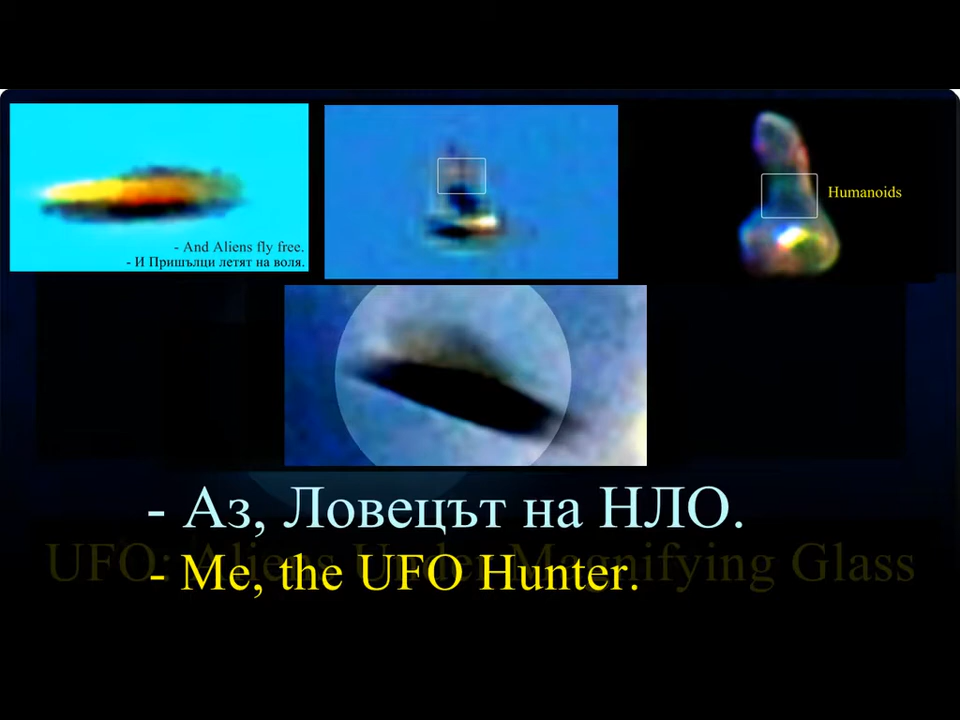 Humanoids
- And Aliens fly free.
- И Пришълци летят на воля.
- Аз, Ловецът на НЛО.
UFO: Aliens Under Magnifying Glass
- Me, the UFO Hunter.